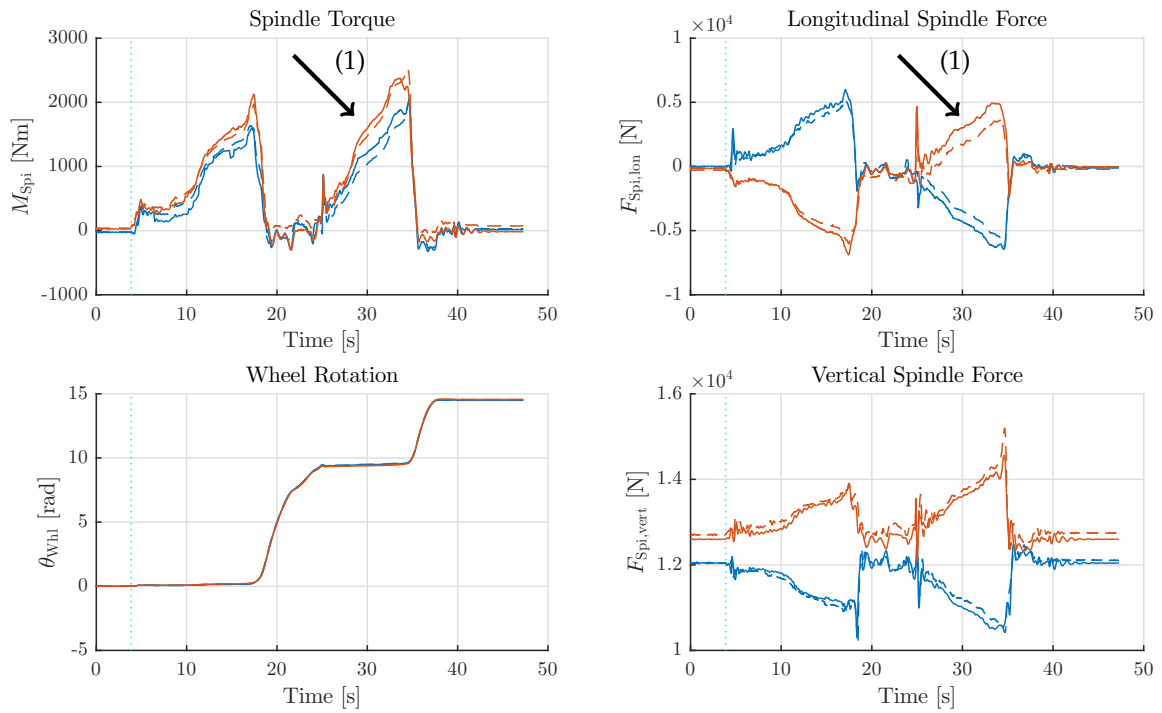 Spindle Torque
3000
2000
1000
0
-1000
M_Spi [Nm]
(1)
0 10 20 30 40 50
Time [s]
Longitudinal Spindle Force
×10^4
1
0.5
0
-0.5
-1
F_Spi,lon [N]
(1)
0 10 20 30 40 50
Time [s]
Wheel Rotation
15
10
5
0
-5
θ_Whl [rad]
0 10 20 30 40 50
Time [s]
Vertical Spindle Force
×10^4
1.6
1.4
1.2
1
F_Spi,vert [N]
0 10 20 30 40 50
Time [s]